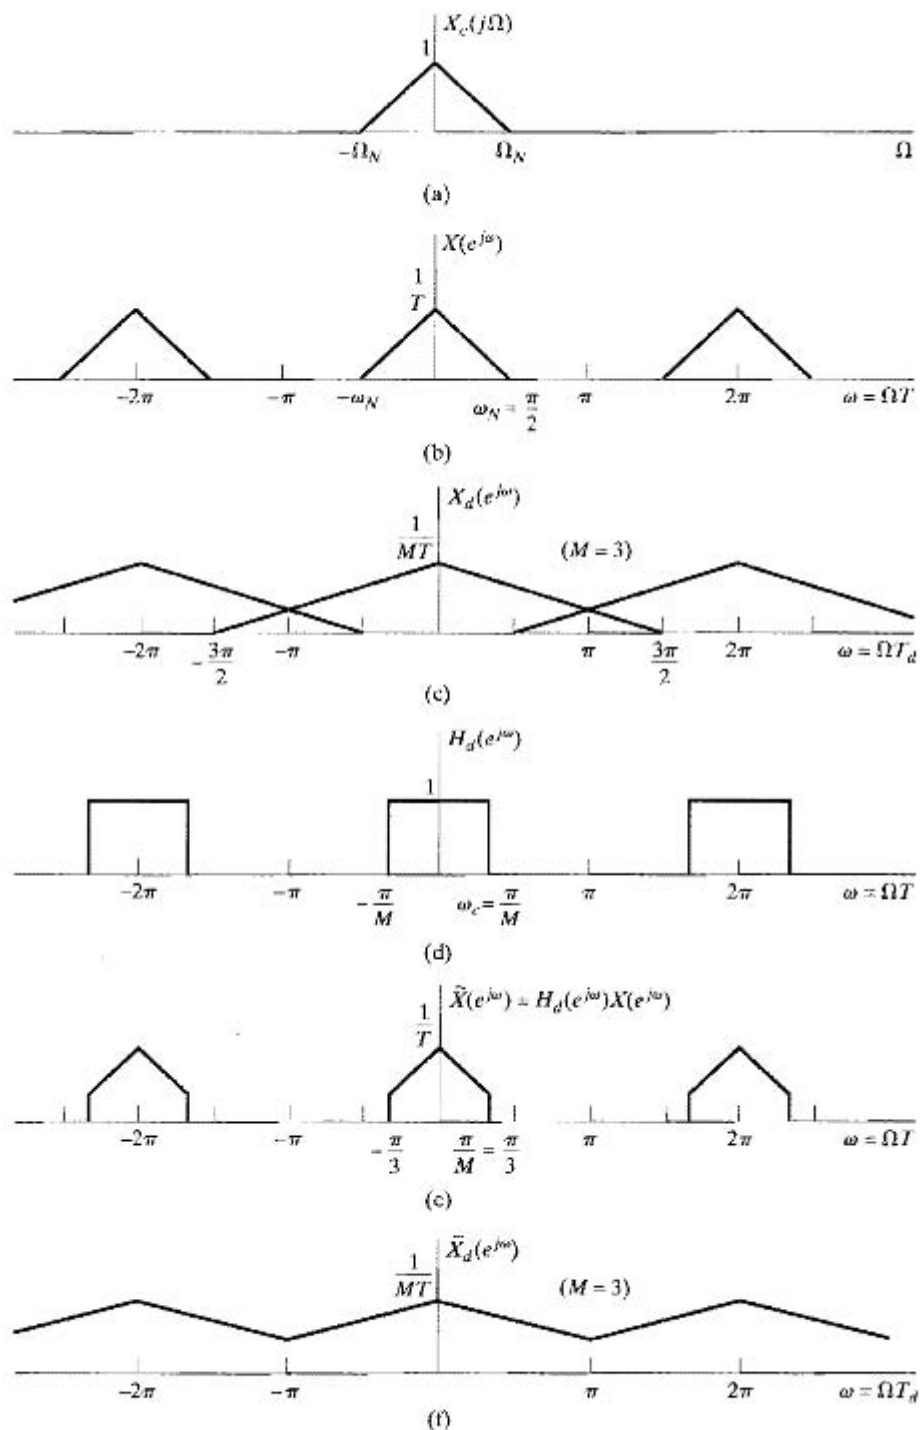 X_c(jΩ)
1
−Ω_N Ω_N Ω
(a)
X(e^{jω})
1/T
−2π −π −ω_N ω_N = π/2 π 2π ω = ΩT
(b)
X_d(e^{jω})
1/MT (M = 3)
−2π −3π/2 −π π 3π/2 2π ω = ΩT_d
(c)
H_d(e^{jω})
1
−2π −π −π/M ω_c = π/M π 2π ω = ΩT
(d)
X̃(e^{jω}) = H_d(e^{jω})X(e^{jω})
1/T
−2π −π −π/3 π/M = π/3 π 2π ω = ΩT
(e)
X̃_d(e^{jω})
1/MT (M = 3)
−2π −π π 2π ω = ΩT_d
(f)